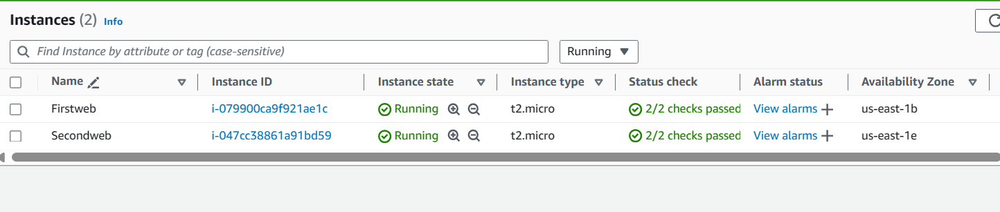 Instances (2) Info
Find Instance by attribute or tag (case-sensitive) Running
Name Instance ID Instance state Instance type Status check Alarm status Availability Zone
Firstweb i-079900ca9f921ae1c Running t2.micro 2/2 checks passed View alarms us-east-1b
Secondweb i-047cc38861a91bd59 Running t2.micro 2/2 checks passed View alarms us-east-1e